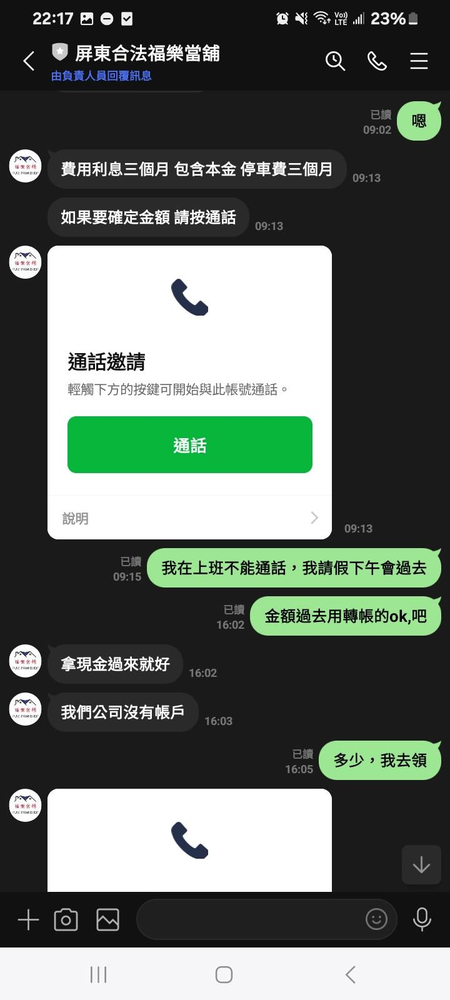 22:17
Vo))
LTE
23%
屏東合法福樂當舖
由負責人員回覆訊息
已讀
09:02
嗯
費用利息三個月 包含本金 停車費三個月
09:13
如果要確定金額 請按通話
09:13
通話邀請
輕觸下方的按鍵可開始與此帳號通話。
通話
說明
09:13
已讀
09:15
我在上班不能通話，我請假下午會過去
已讀
16:02
金額過去用轉帳的ok,吧
拿現金過來就好
16:02
我們公司沒有帳戶
16:03
已讀
16:05
多少，我去領